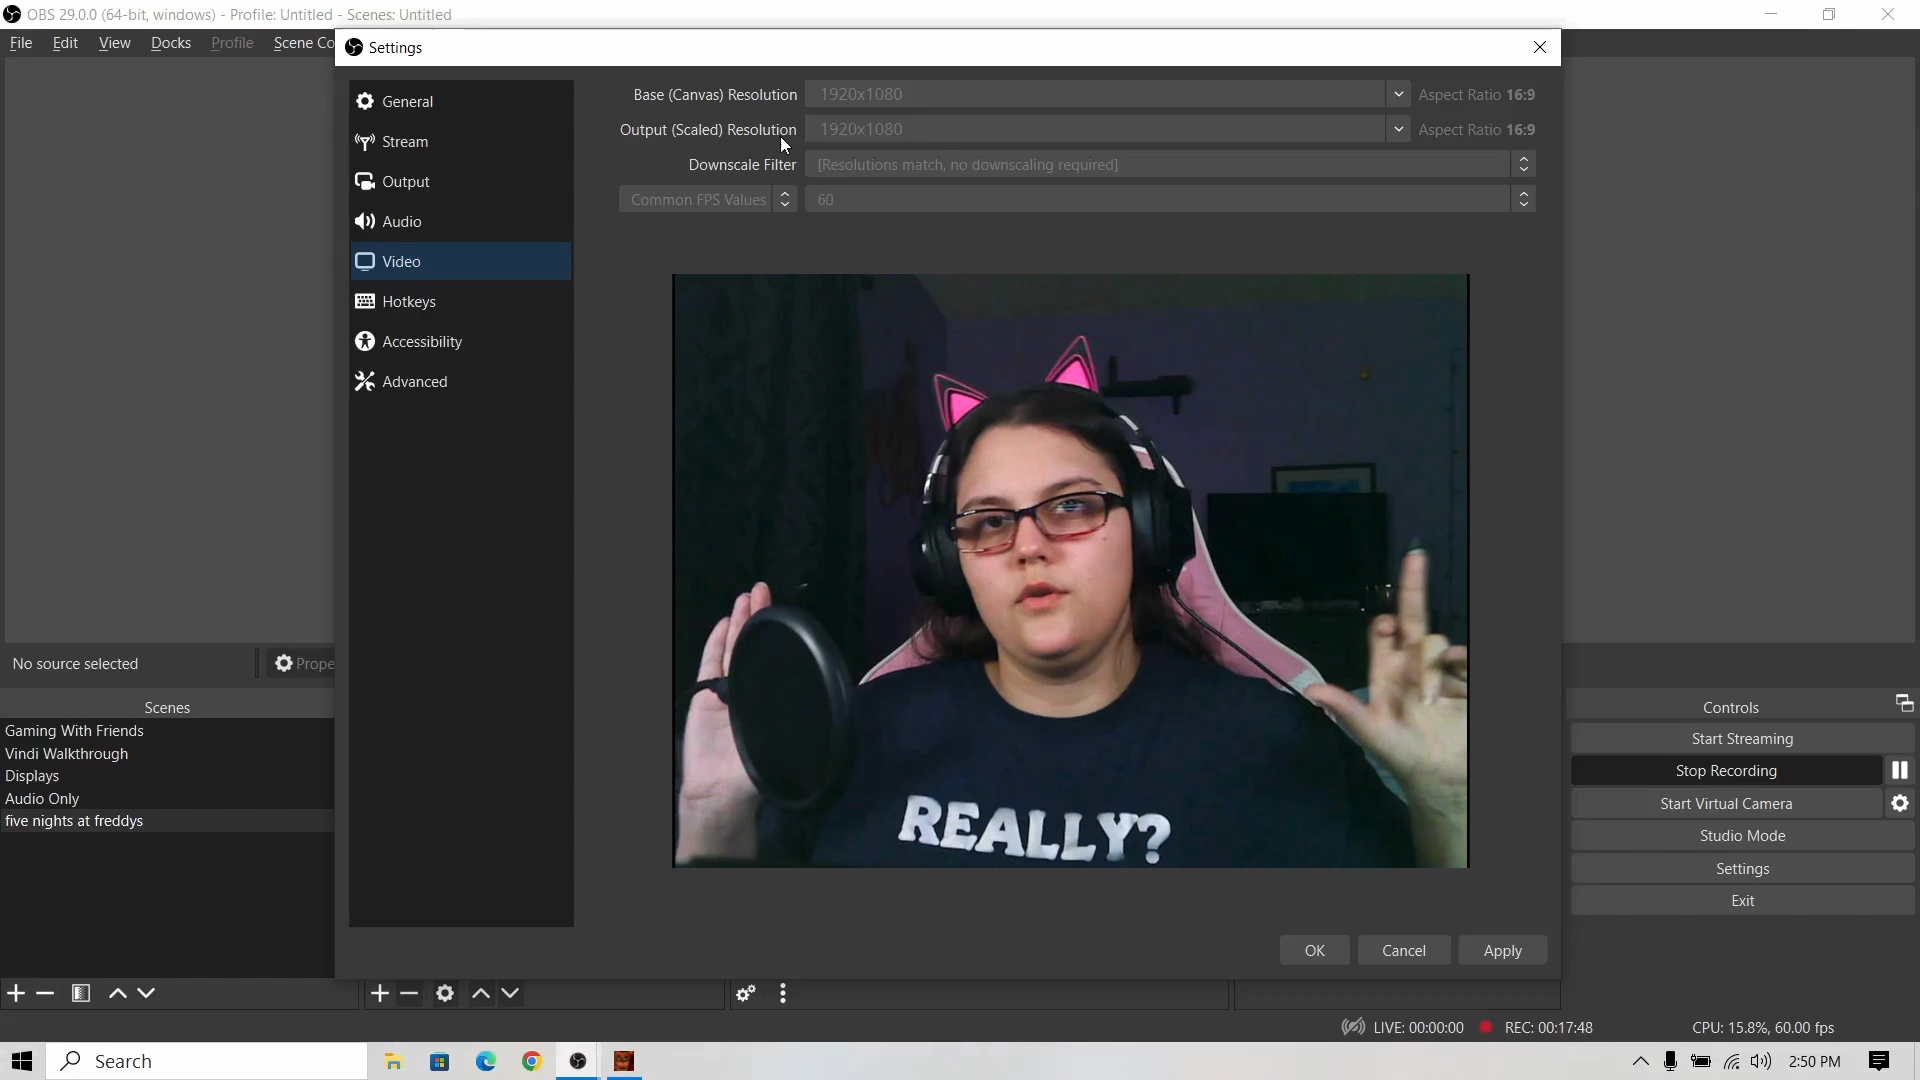 OBS 29.0.0 (64-bit, windows) - Profile: Untitled - Scenes: Untitled
File Edit View Docks Profile Scene Co
Settings
General
Stream
Output
Audio
Video
Hotkeys
Accessibility
Advanced
Base (Canvas) Resolution 1920x1080 Aspect Ratio 16:9
Output (Scaled) Resolution 1920x1080 Aspect Ratio 16:9
Downscale Filter [Resolutions match, no downscaling required]
Common FPS Values 60
REALLY?
OK Cancel Apply
No source selected Prope
Scenes
Gaming With Friends
Vindi Walkthrough
Displays
Audio Only
five nights at freddys
Controls
Start Streaming
Stop Recording
Start Virtual Camera
Studio Mode
Settings
Exit
LIVE: 00:00:00 REC: 00:17:48 CPU: 15.8%, 60.00 fps
Search 2:50 PM